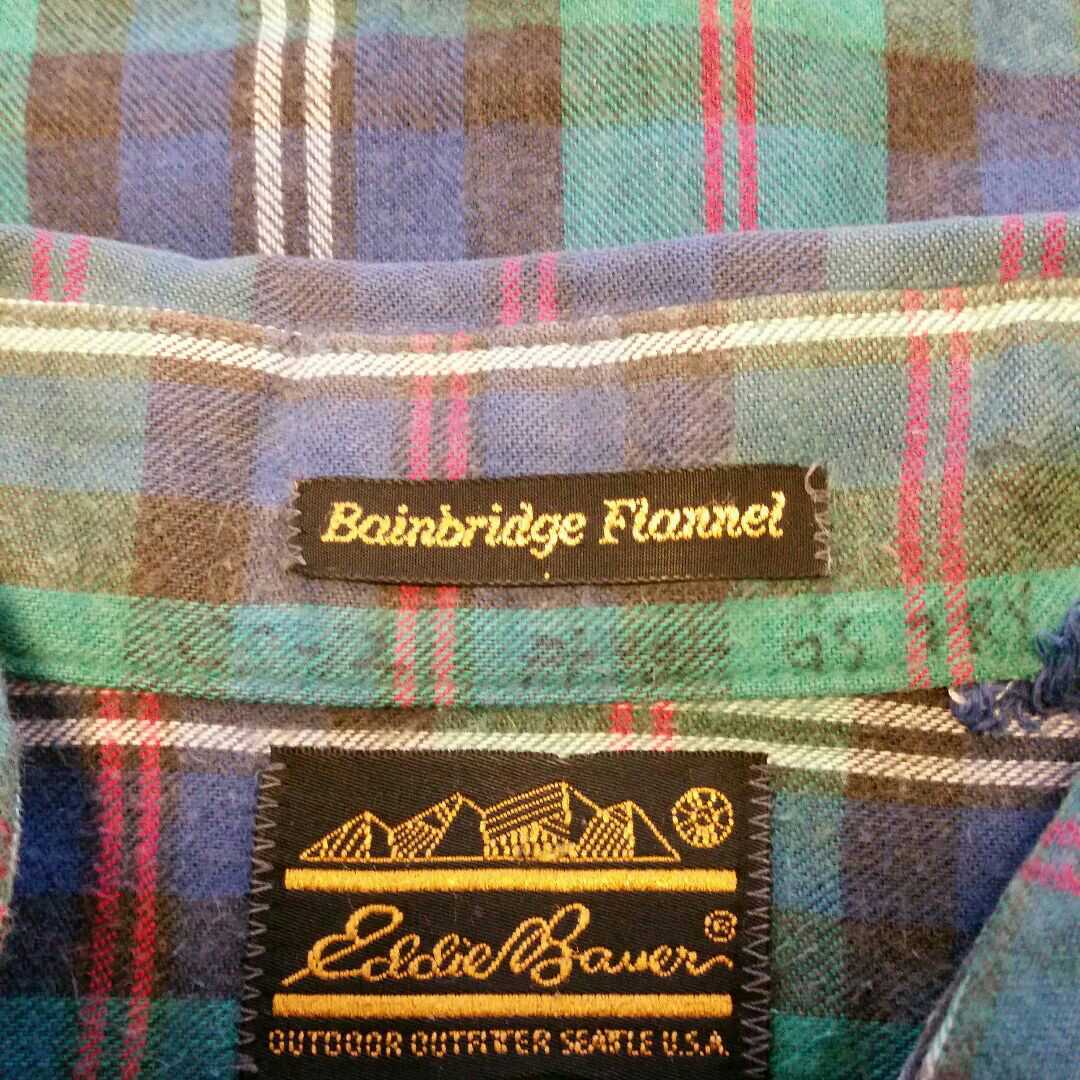 Bainbridge Flannel
Eddie Bauer ®
OUTDOOR OUTFITTER SEATTLE U.S.A.